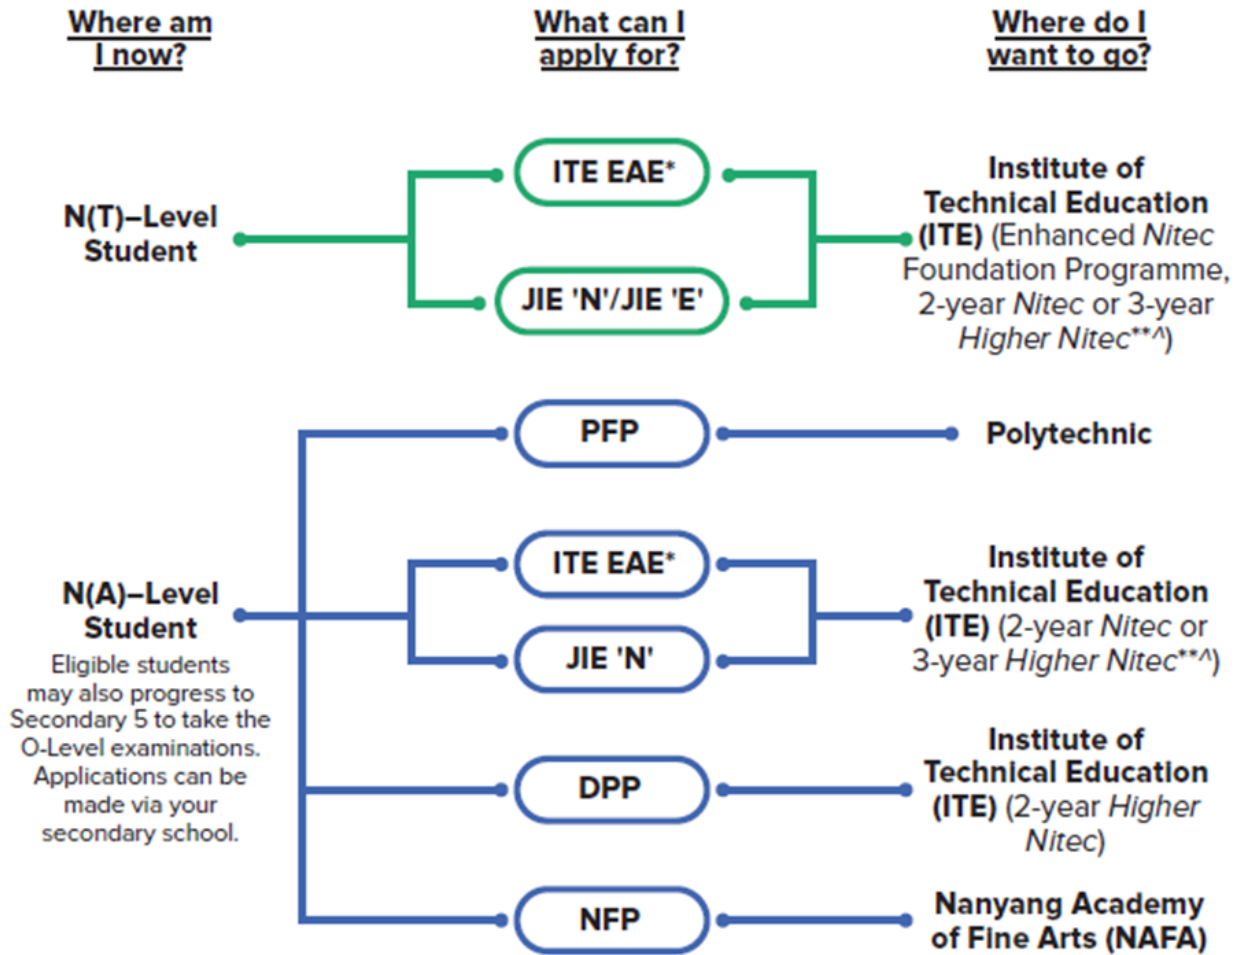 Where am
I now?
What can I
apply for?
Where do I
want to go?
N(T)–Level
Student
ITE EAE*
JIE 'N'/JIE 'E'
Institute of
Technical Education
(ITE) (Enhanced Nitec
Foundation Programme,
2-year Nitec or 3-year
Higher Nitec**^)
N(A)–Level
Student
Eligible students
may also progress to
Secondary 5 to take the
O-Level examinations.
Applications can be
made via your
secondary school.
PFP
Polytechnic
ITE EAE*
JIE 'N'
Institute of
Technical Education
(ITE) (2-year Nitec or
3-year Higher Nitec**^)
DPP
Institute of
Technical Education
(ITE) (2-year Higher
Nitec)
NFP
Nanyang Academy
of Fine Arts (NAFA)